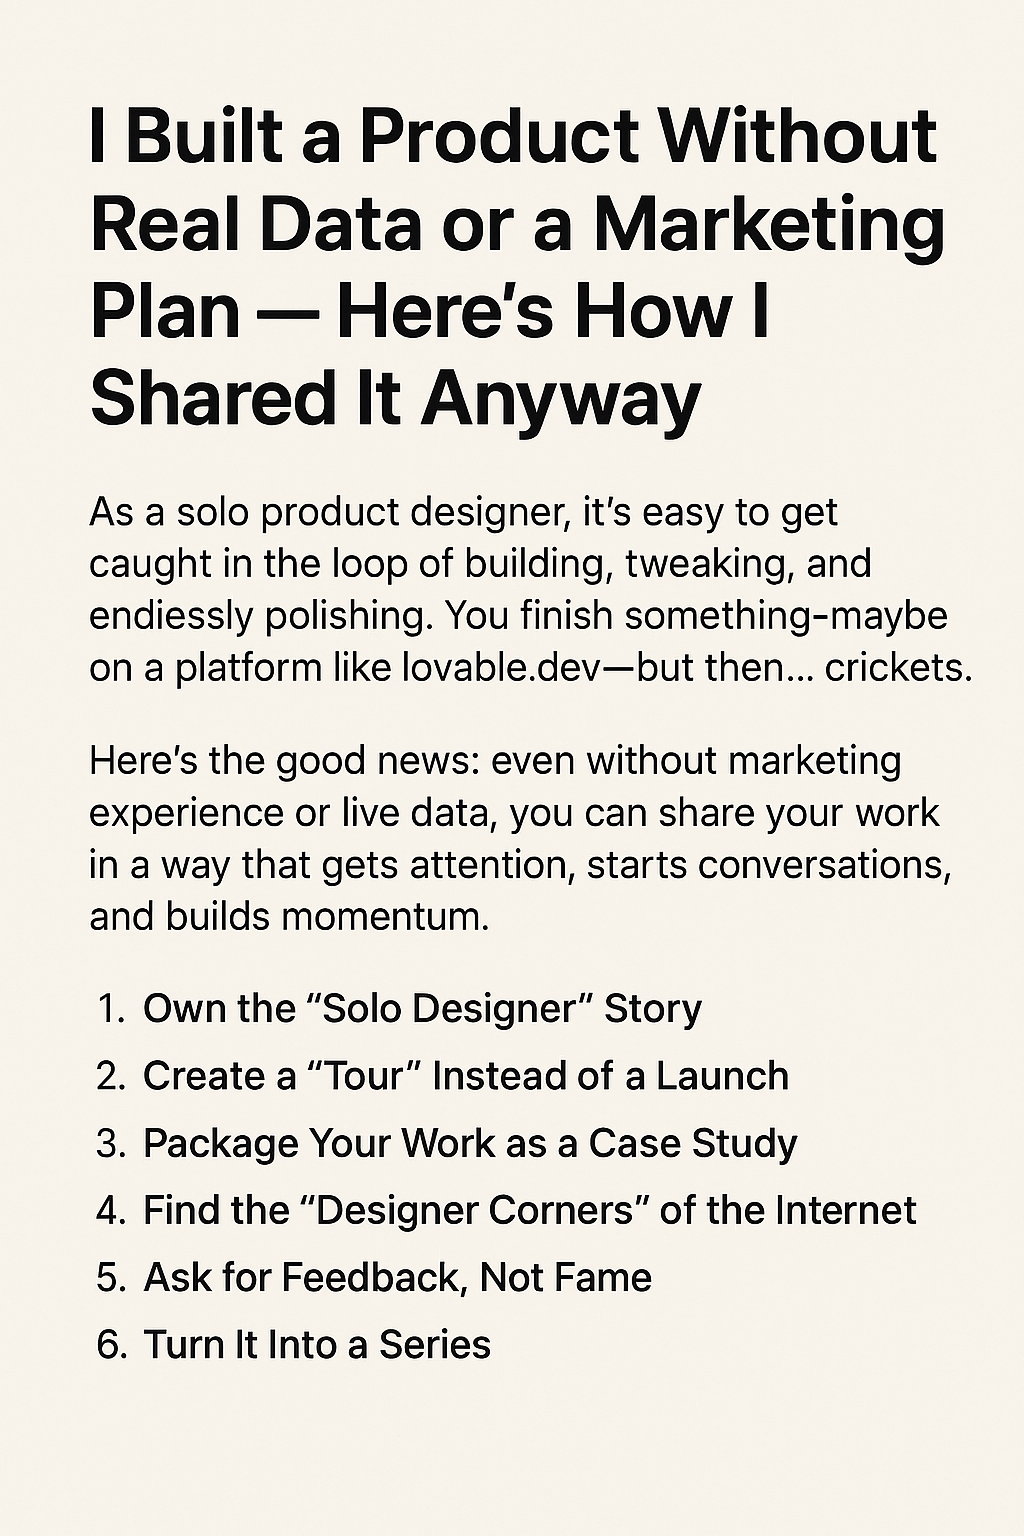 I Built a Product Without
Real Data or a Marketing
Plan — Here’s How I
Shared It Anyway
As a solo product designer, it’s easy to get
caught in the loop of building, tweaking, and
endiessly polishing. You finish something–maybe
on a platform like lovable.dev—but then... crickets.
Here’s the good news: even without marketing
experience or live data, you can share your work
in a way that gets attention, starts conversations,
and builds momentum.
1. Own the “Solo Designer” Story
2. Create a “Tour” Instead of a Launch
3. Package Your Work as a Case Study
4. Find the “Designer Corners” of the Internet
5. Ask for Feedback, Not Fame
6. Turn It Into a Series